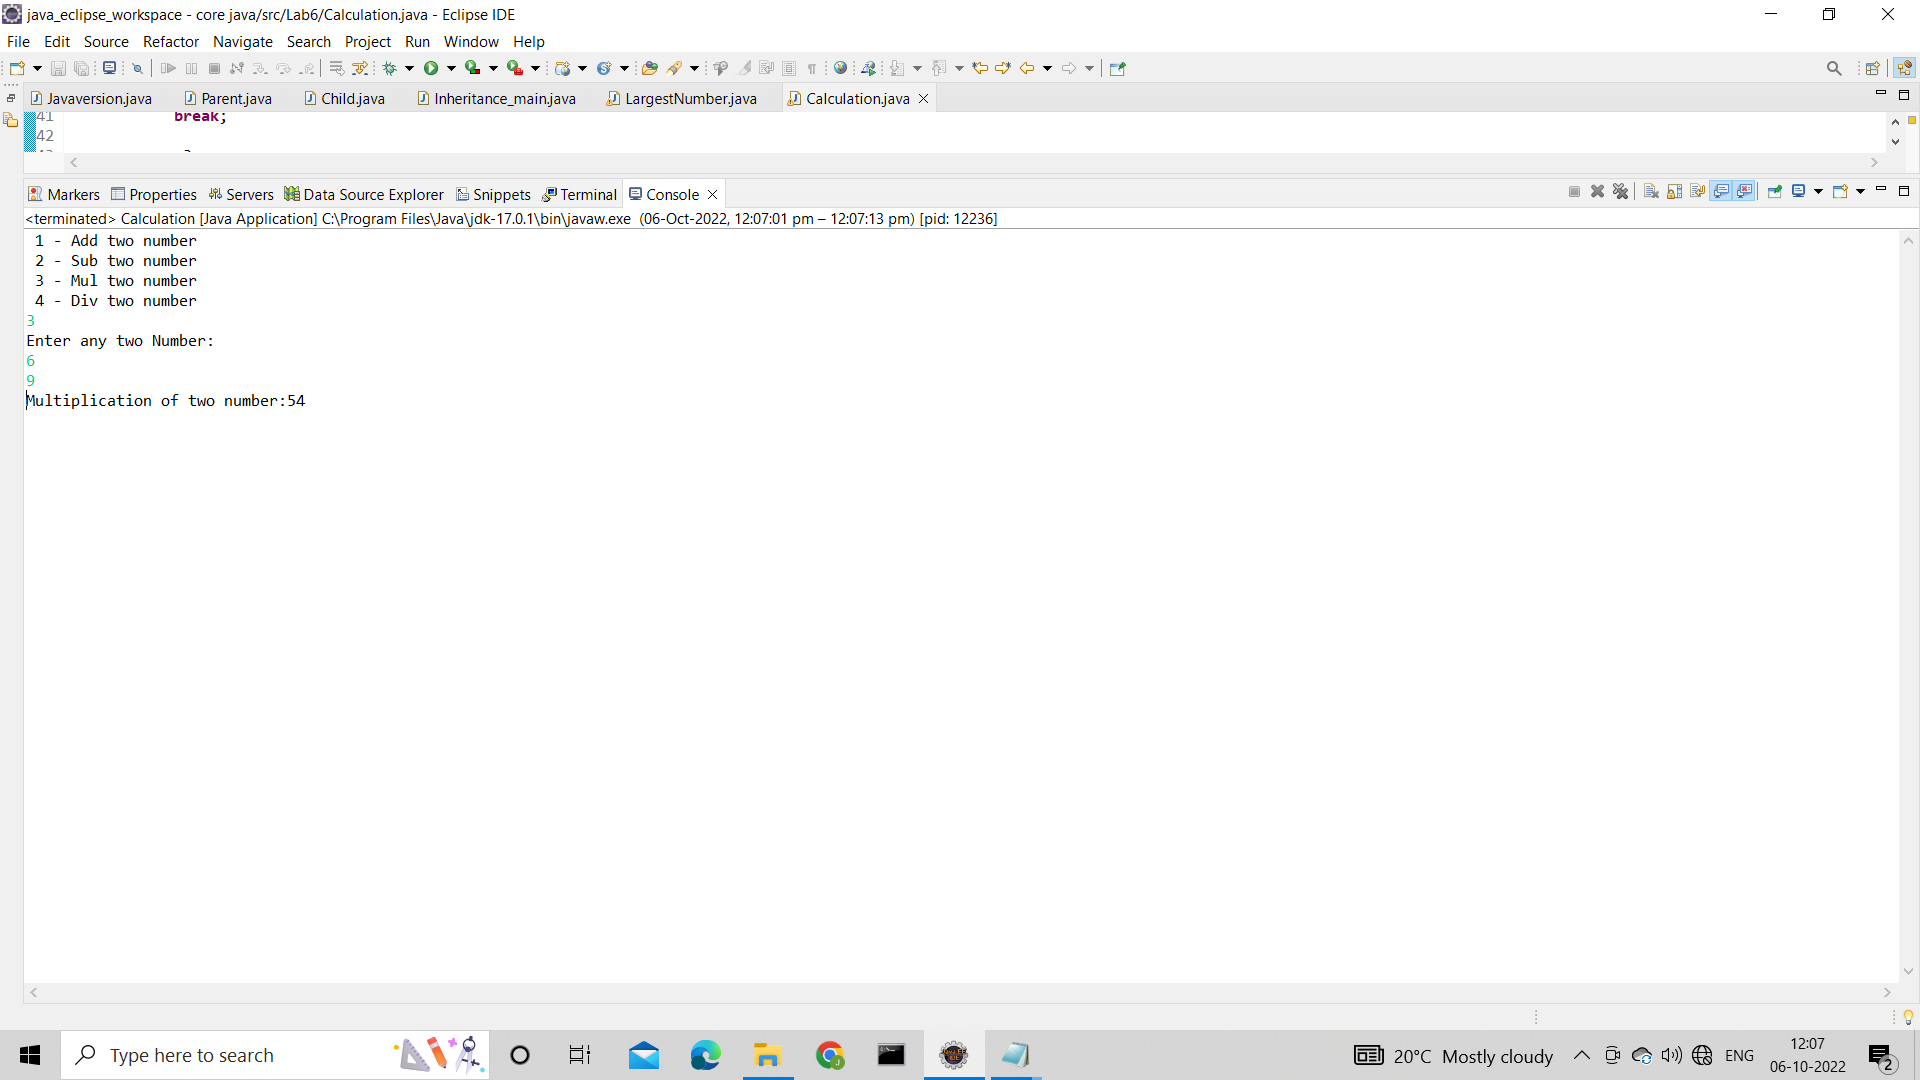 java_eclipse_workspace - core java/src/Lab6/Calculation.java - Eclipse IDE
File Edit Source Refactor Navigate Search Project Run Window Help
Javaversion.java Parent.java Child.java Inheritance_main.java LargestNumber.java Calculation.java
41 break;
42
Markers Properties Servers Data Source Explorer Snippets Terminal Console
<terminated> Calculation [Java Application] C:\Program Files\Java\jdk-17.0.1\bin\javaw.exe (06-Oct-2022, 12:07:01 pm – 12:07:13 pm) [pid: 12236]
1 - Add two number
2 - Sub two number
3 - Mul two number
4 - Div two number
3
Enter any two Number:
6
9
Multiplication of two number:54
Type here to search
20°C Mostly cloudy
ENG
12:07
06-10-2022
2